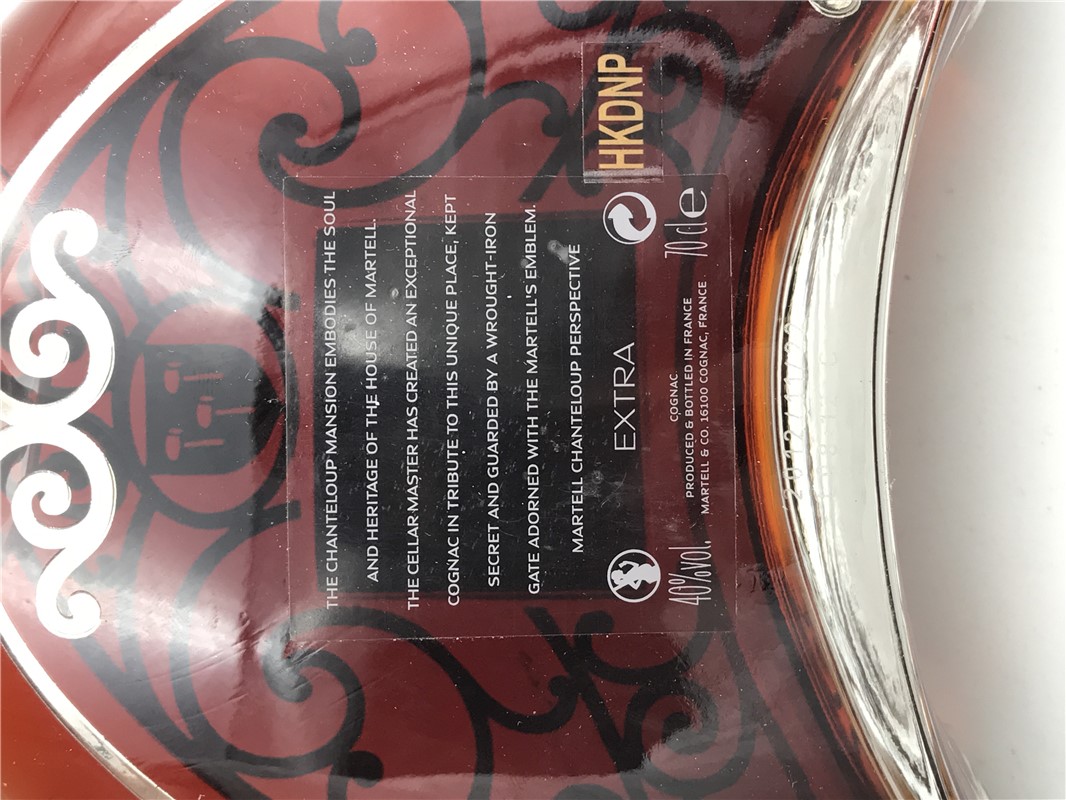 THE CHANTELOUP MANSION EMBODIES THE SOUL
AND HERITAGE OF THE HOUSE OF MARTELL.
THE CELLAR MASTER HAS CREATED AN EXCEPTIONAL
COGNAC IN TRIBUTE TO THIS UNIQUE PLACE, KEPT
SECRET AND GUARDED BY A WROUGHT-IRON
GATE ADORNED WITH THE MARTELL'S EMBLEM.
MARTELL CHANTELOUP PERSPECTIVE
EXTRA
HKDNP
COGNAC
PRODUCED & BOTTLED IN FRANCE
MARTELL & CO. 16100 COGNAC, FRANCE
40%vol.
70 cl e